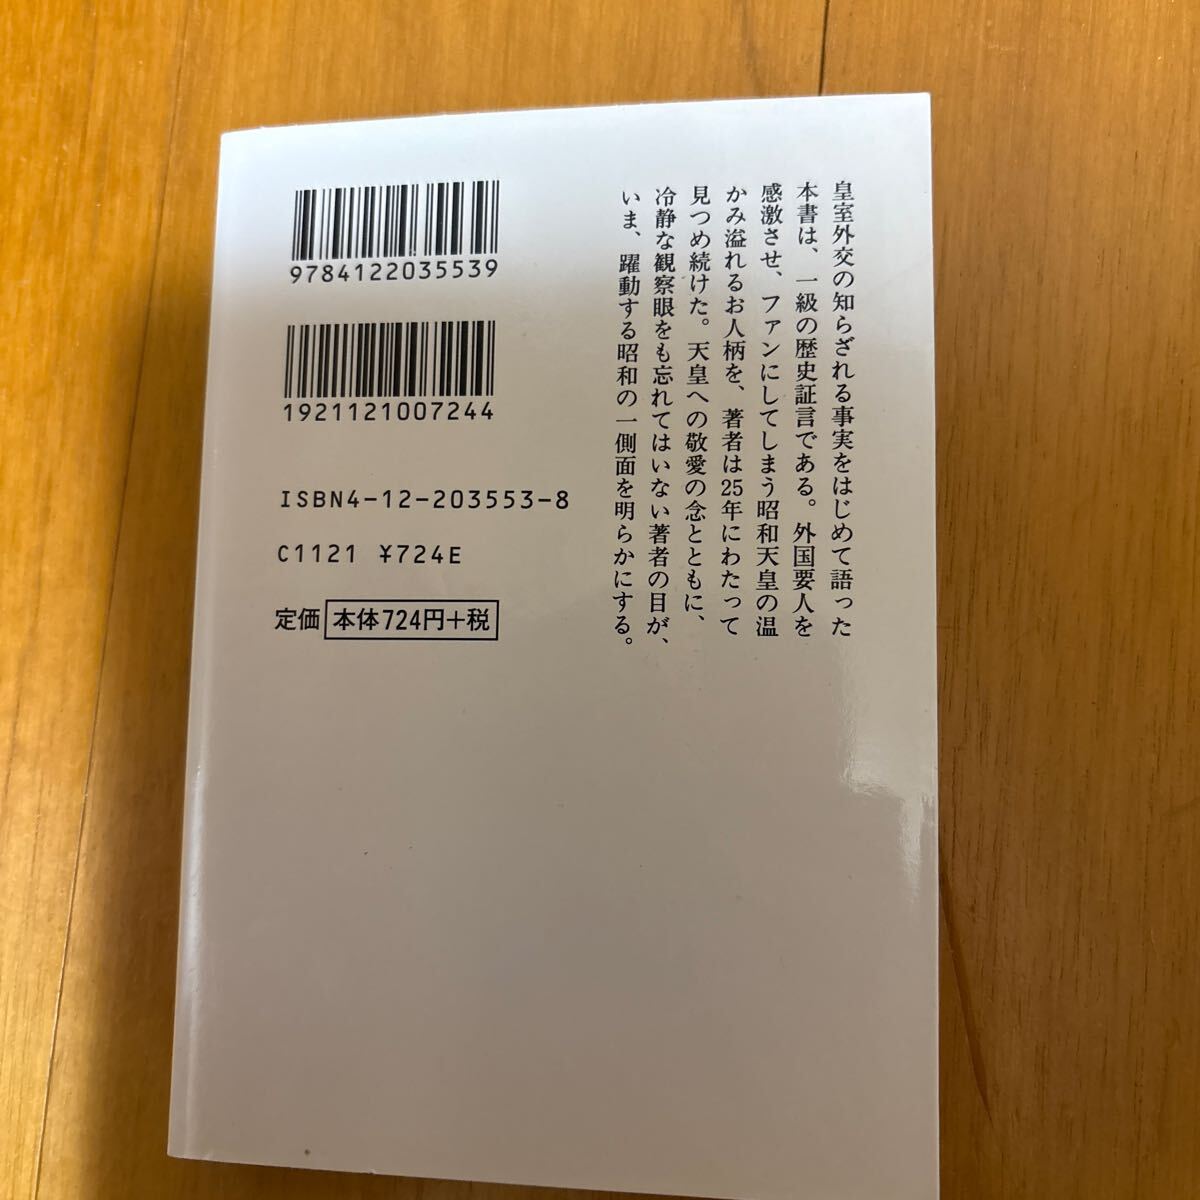 皇室外交の知らざれる事実をはじめて語った
本書は、一級の歴史証言である。外国要人を
感激させ、ファンにしてしまう昭和天皇の温
かみ溢れるお人柄を、著者は25年にわたって
見つめ続けた。天皇への敬愛の念とともに、
冷静な観察眼をも忘れてはいない著者の目が、
いま、躍動する昭和の一側面を明らかにする。
9784122035539
1921121007244
ISBN4-12-203553-8
C1121 ¥724E
定価 本体724円+税